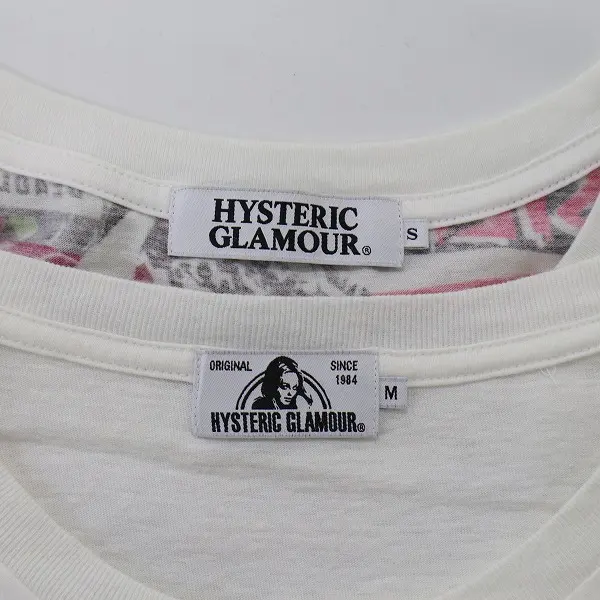 HYSTERIC
GLAMOUR®
S
ORIGINAL SINCE
1984
HYSTERIC GLAMOUR®
M